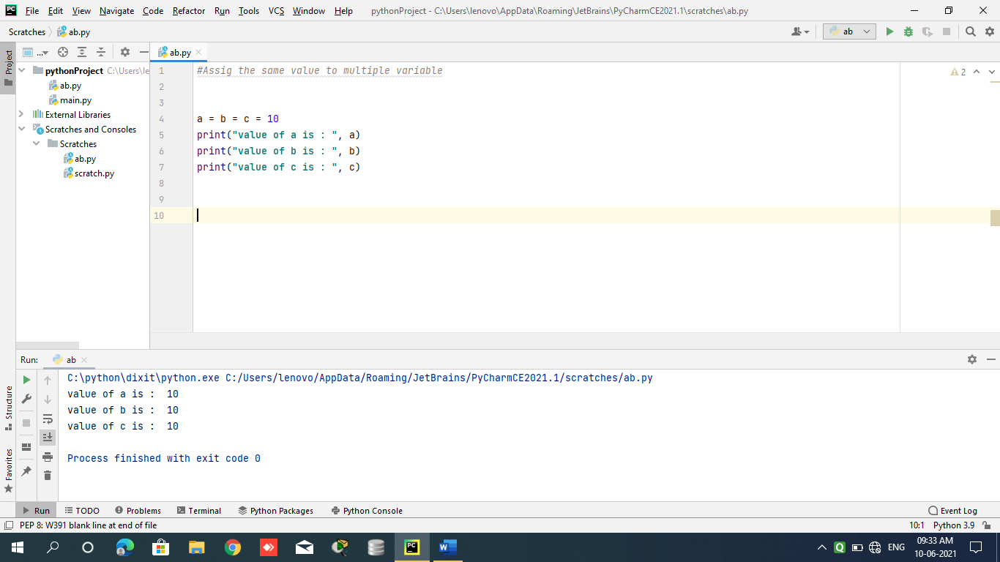 PC File Edit View Navigate Code Refactor Run Tools VCS Window Help pythonProject - C:\Users\lenovo\AppData\Roaming\JetBrains\PyCharmCE2021.1\scratches\ab.py
Scratches ab.py ab
Project ... ab.py
pythonProject C:\Users\le
ab.py
main.py
External Libraries
Scratches and Consoles
Scratches
ab.py
scratch.py
1 #Assig the same value to multiple variable
2
3
4 a = b = c = 10
5 print("value of a is : ", a)
6 print("value of b is : ", b)
7 print("value of c is : ", c)
8
9
10
2
Run: ab
C:\python\dixit\python.exe C:/Users/lenovo/AppData/Roaming/JetBrains/PyCharmCE2021.1/scratches/ab.py
value of a is :  10
value of b is :  10
value of c is :  10
Process finished with exit code 0
Structure
Favorites
Run TODO Problems Terminal Python Packages Python Console Event Log
PEP 8: W391 blank line at end of file 10:1 Python 3.9
PC W Q ENG 09:33 AM
10-06-2021